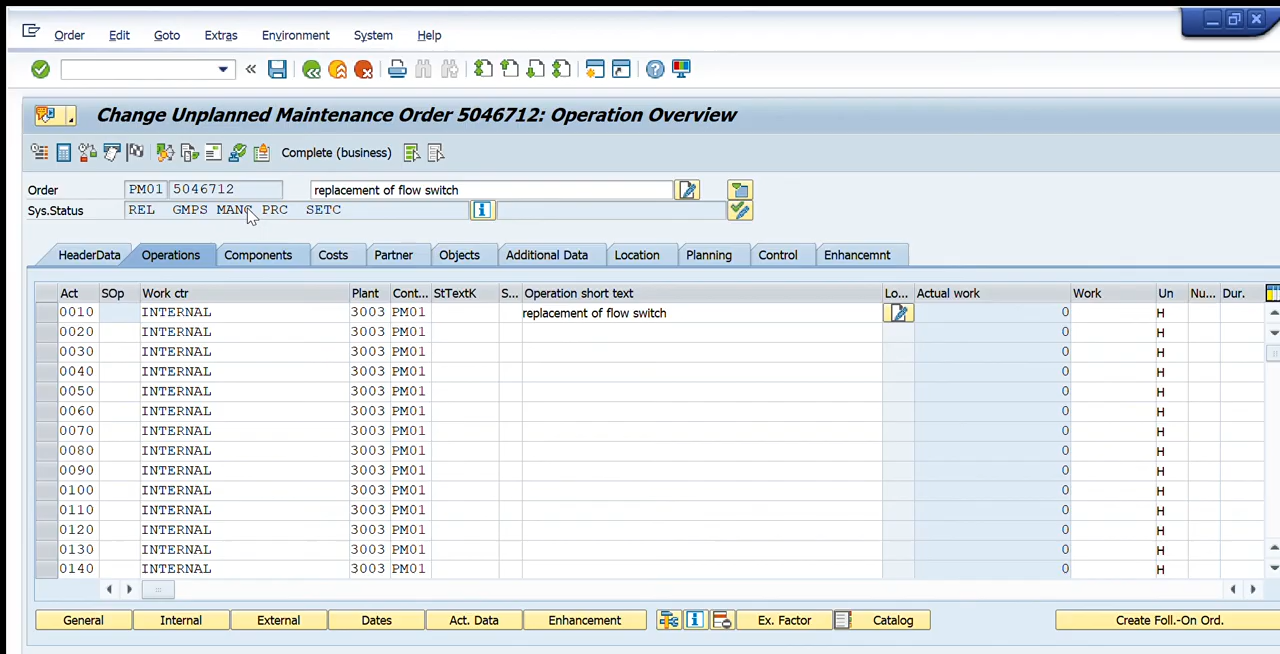 Order Edit Goto Extras Environment System Help
Change Unplanned Maintenance Order 5046712: Operation Overview
Complete (business)
Order PM01 5046712 replacement of flow switch
Sys.Status REL GMPS MANC PRC SETC
HeaderData Operations Components Costs Partner Objects Additional Data Location Planning Control Enhancemnt
Act SOp Work ctr Plant Cont... StTextK S... Operation short text Lo... Actual work Work Un Nu... Dur.
0010 INTERNAL 3003 PM01 replacement of flow switch 0 H
0020 INTERNAL 3003 PM01 0 H
0030 INTERNAL 3003 PM01 0 H
0040 INTERNAL 3003 PM01 0 H
0050 INTERNAL 3003 PM01 0 H
0060 INTERNAL 3003 PM01 0 H
0070 INTERNAL 3003 PM01 0 H
0080 INTERNAL 3003 PM01 0 H
0090 INTERNAL 3003 PM01 0 H
0100 INTERNAL 3003 PM01 0 H
0110 INTERNAL 3003 PM01 0 H
0120 INTERNAL 3003 PM01 0 H
0130 INTERNAL 3003 PM01 0 H
0140 INTERNAL 3003 PM01 0 H
General Internal External Dates Act. Data Enhancement Ex. Factor Catalog Create Foll.-On Ord.